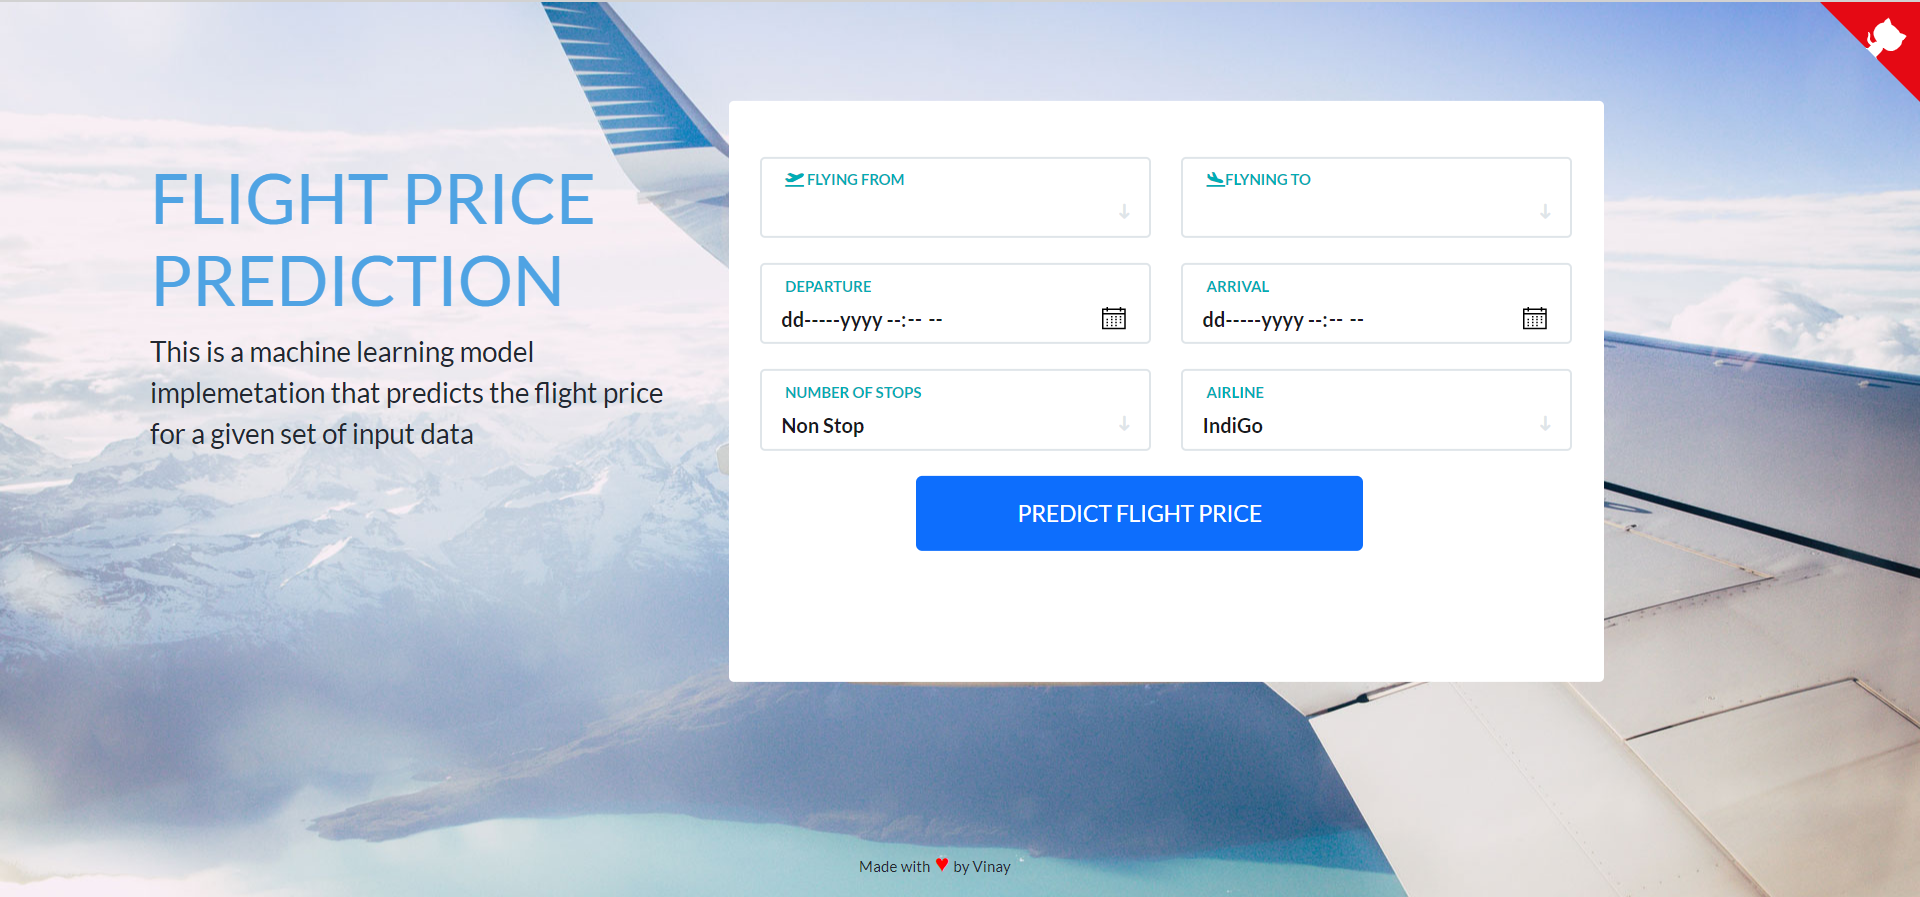 FLIGHT PRICE
PREDICTION
This is a machine learning model
implemetation that predicts the flight price
for a given set of input data
FLYING FROM
FLYNING TO
DEPARTURE
dd-----yyyy --:-- --
ARRIVAL
dd-----yyyy --:-- --
NUMBER OF STOPS
Non Stop
AIRLINE
IndiGo
PREDICT FLIGHT PRICE
Made with ♥ by Vinay